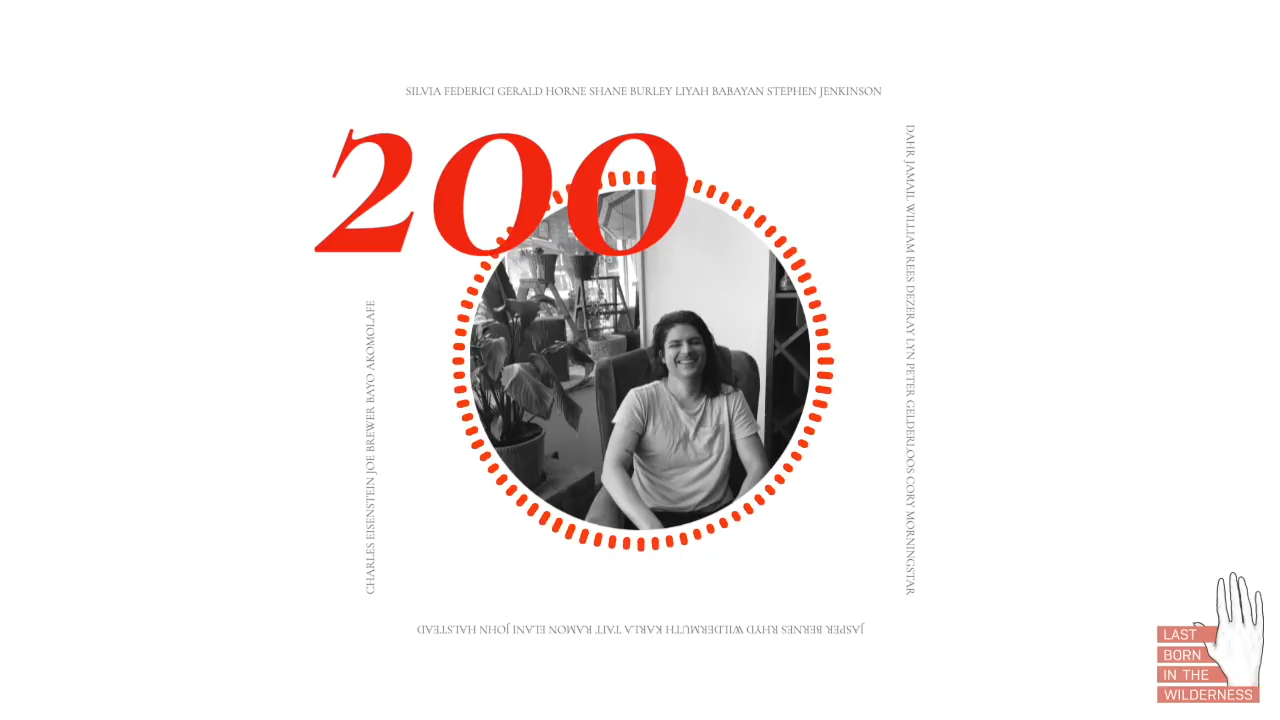 SILVIA FEDERICI GERALD HORNE SHANE BURLEY LIYAH BABAYAN STEPHEN JENKINSON
200
DAHR JAMAIL WILLIAM REES DEZERAY LYN PETER GELDERLOOS CORY MORNINGSTAR
CHARLES EISENSTEIN JOE BREWER BAYO AKOMOLAFE
JASPER BERNES RHYD WILDERMUTH KARLA TAIT RAMON ELANI JOHN HALSTEAD
LAST
BORN
IN THE
WILDERNESS